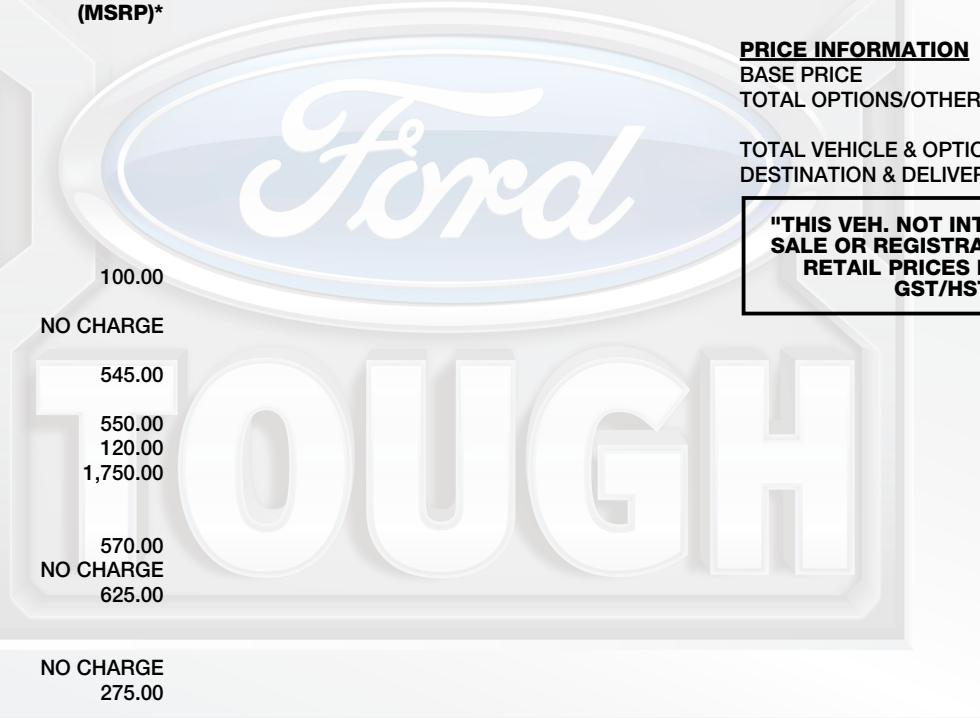 (MSRP)*
PRICE INFORMATION
BASE PRICE
TOTAL OPTIONS/OTHER
TOTAL VEHICLE & OPTIO
DESTINATION & DELIVER
"THIS VEH. NOT INT
SALE OR REGISTRA
RETAIL PRICES
GST/HST
Ford
TOUGH
100.00
NO CHARGE
545.00
550.00
120.00
1,750.00
570.00
NO CHARGE
625.00
NO CHARGE
275.00